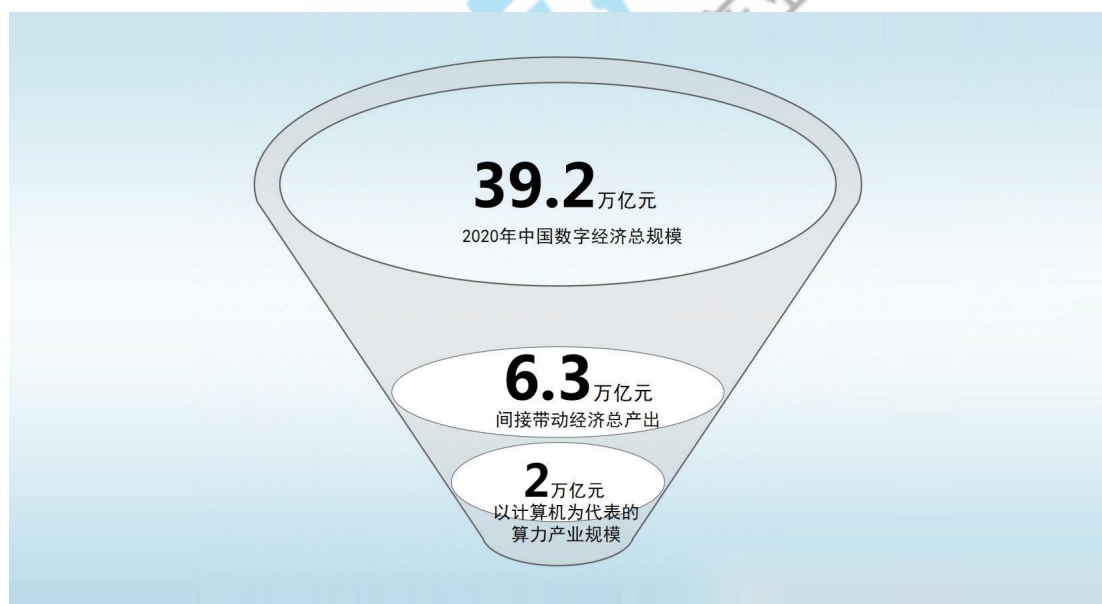 39.2万亿元
2020年中国数字经济总规模
6.3万亿元
间接带动经济总产出
2万亿元
以计算机为代表的
算力产业规模